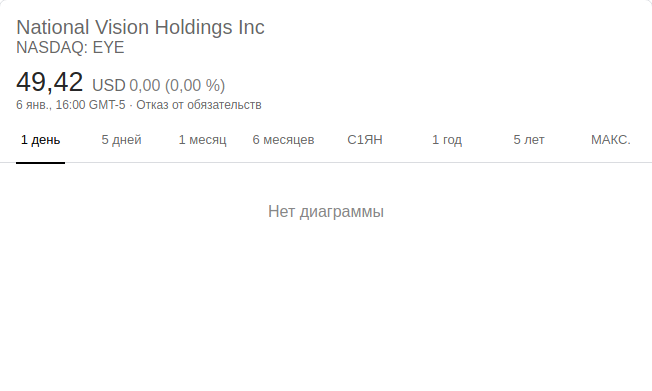 National Vision Holdings Inc
NASDAQ: EYE
49,42 USD 0,00 (0,00 %)
6 янв., 16:00 GMT-5 · Отказ от обязательств
1 день 5 дней 1 месяц 6 месяцев С1ЯН 1 год 5 лет МАКС.
Нет диаграммы